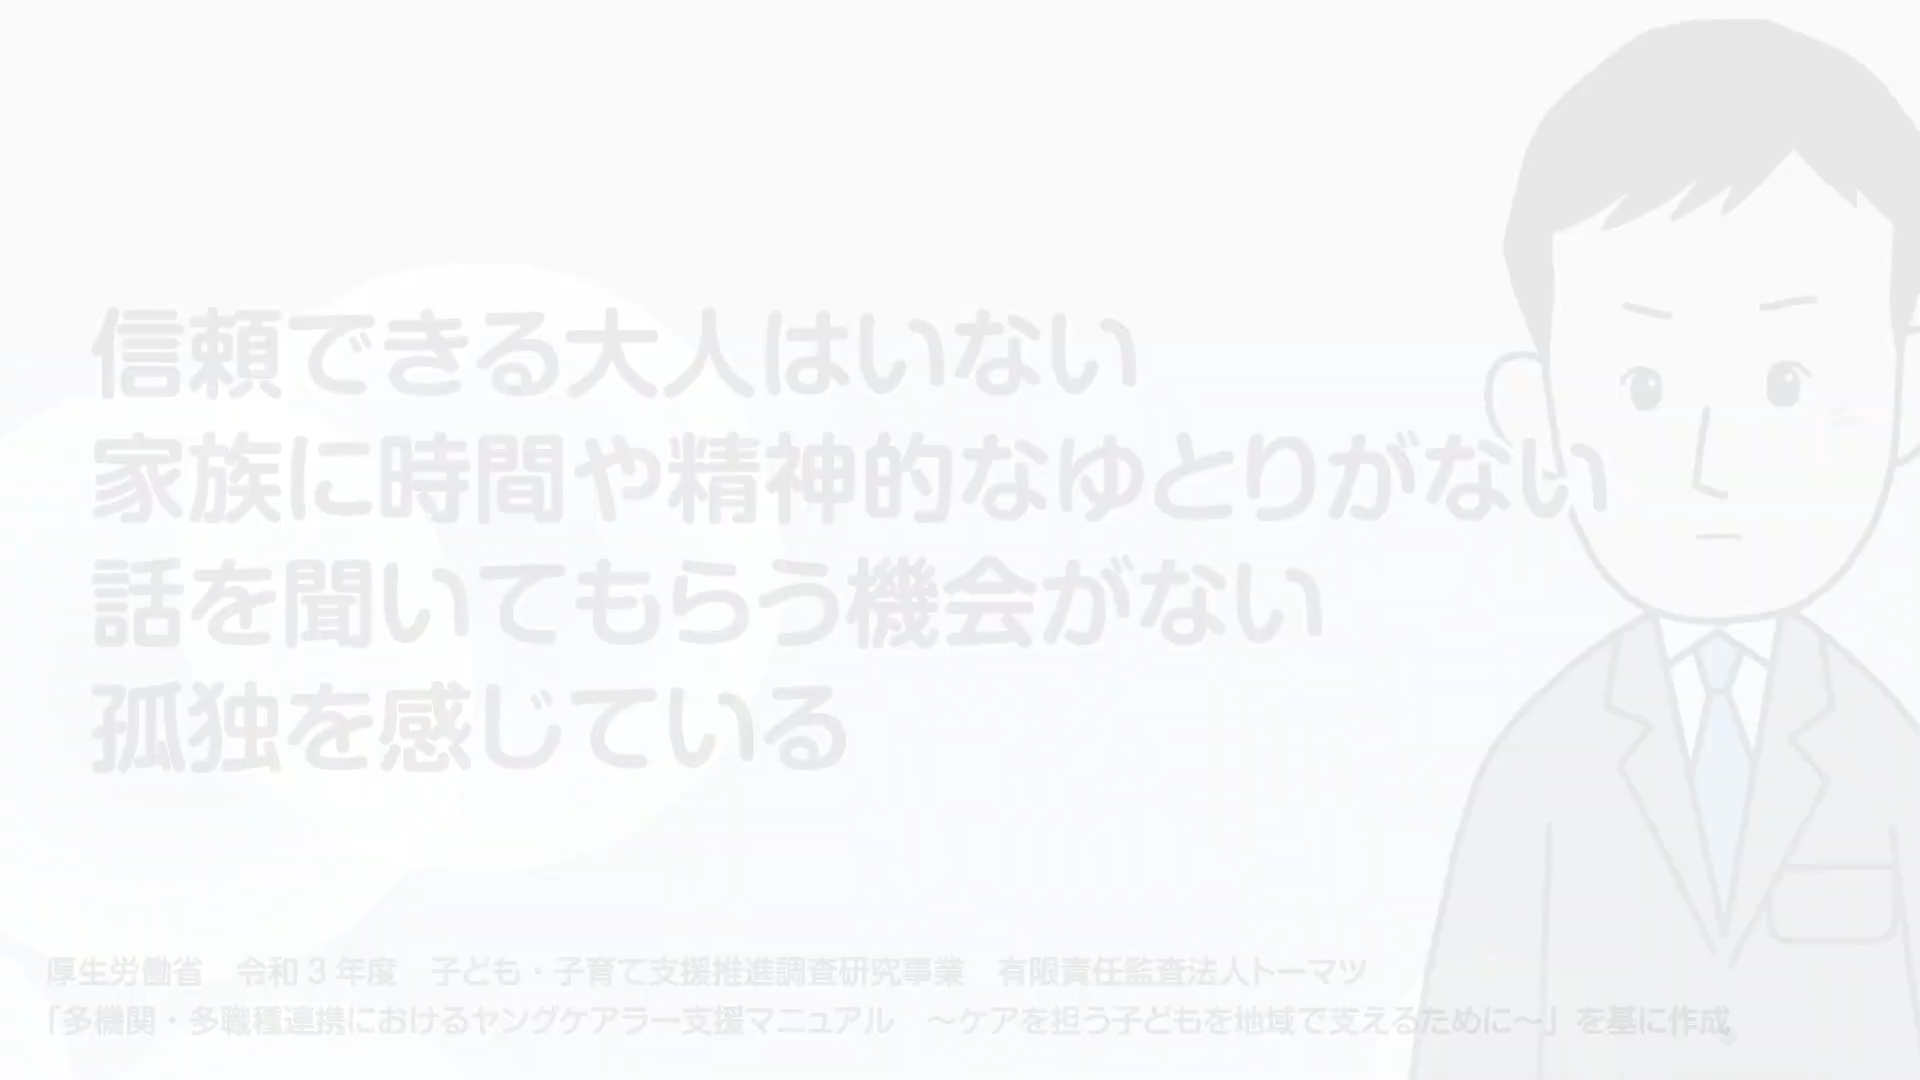 信頼できる大人はいない
家族に時間や精神的なゆとりがない
話を聞いてもらう機会がない
孤独を感じている
厚生労働省　令和３年度　子ども・子育て支援推進調査研究事業　有限責任監査法人トーマツ
「多機関・多職種連携におけるヤングケアラー支援マニュアル　～ケアを担う子どもを地域で支えるために～」を基に作成